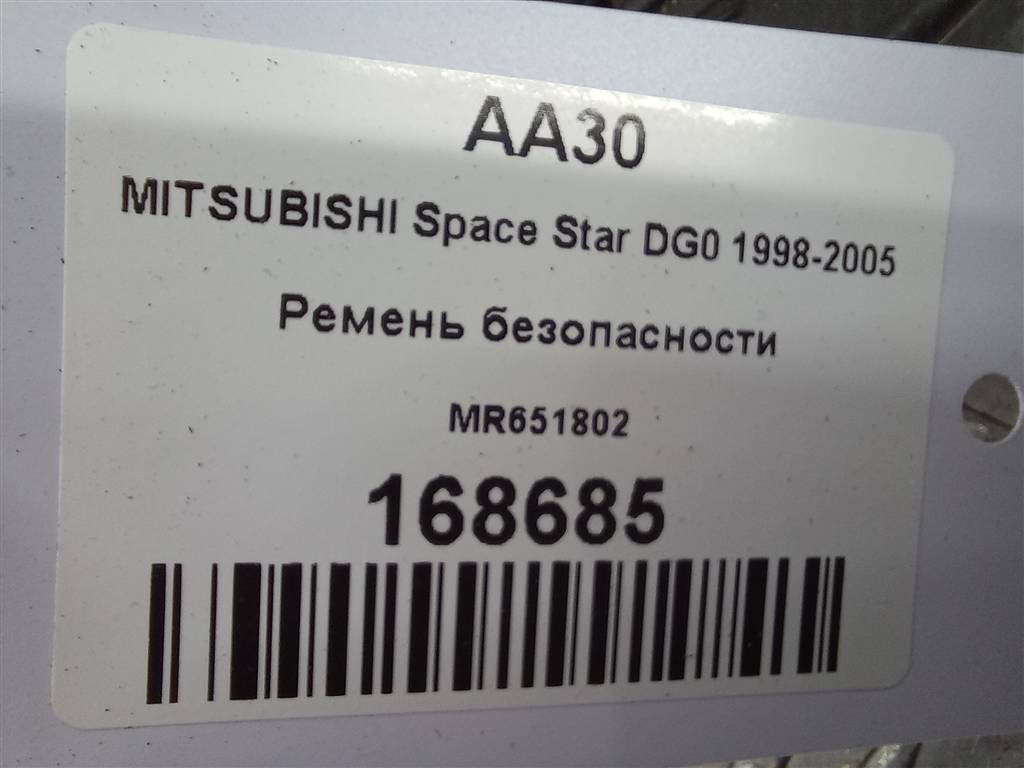 AA30
MITSUBISHI Space Star DG0 1998-2005
Ремень безопасности
MR651802
168685